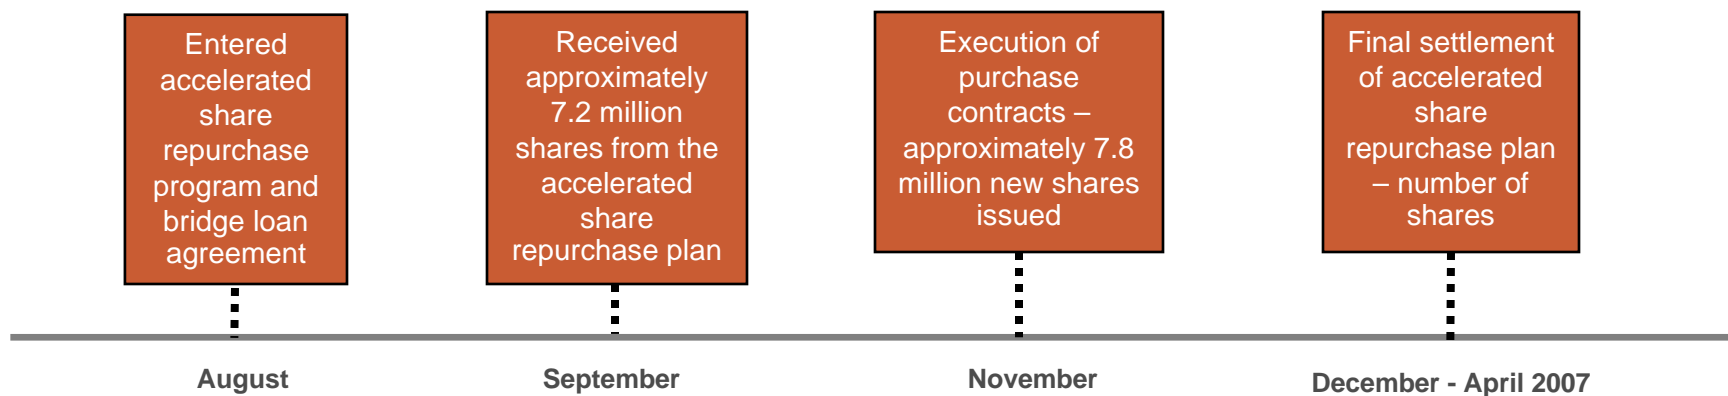 Entered
accelerated
share
repurchase
program and
bridge loan
agreement
Received
approximately
7.2 million
shares from the
accelerated
share
repurchase plan
Execution of
purchase
contracts –
approximately 7.8
million new shares
issued
Final settlement
of accelerated
share
repurchase plan
– number of
shares
August
September
November
December - April 2007